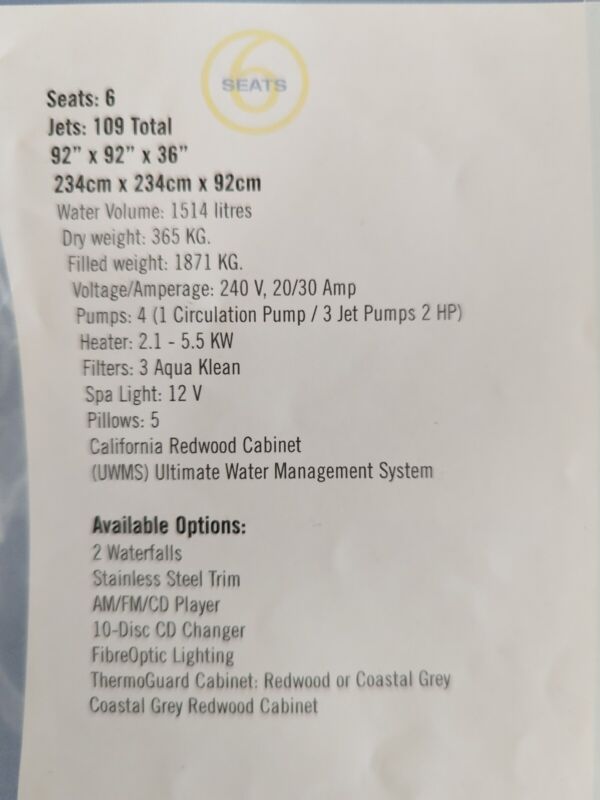 6
SEATS
Seats: 6
Jets: 109 Total
92” x 92” x 36”
234cm x 234cm x 92cm
Water Volume: 1514 litres
Dry weight: 365 KG.
Filled weight: 1871 KG.
Voltage/Amperage: 240 V, 20/30 Amp
Pumps: 4 (1 Circulation Pump / 3 Jet Pumps 2 HP)
Heater: 2.1 - 5.5 KW
Filters: 3 Aqua Klean
Spa Light: 12 V
Pillows: 5
California Redwood Cabinet
(UWMS) Ultimate Water Management System
Available Options:
2 Waterfalls
Stainless Steel Trim
AM/FM/CD Player
10-Disc CD Changer
FibreOptic Lighting
ThermoGuard Cabinet: Redwood or Coastal Grey
Coastal Grey Redwood Cabinet